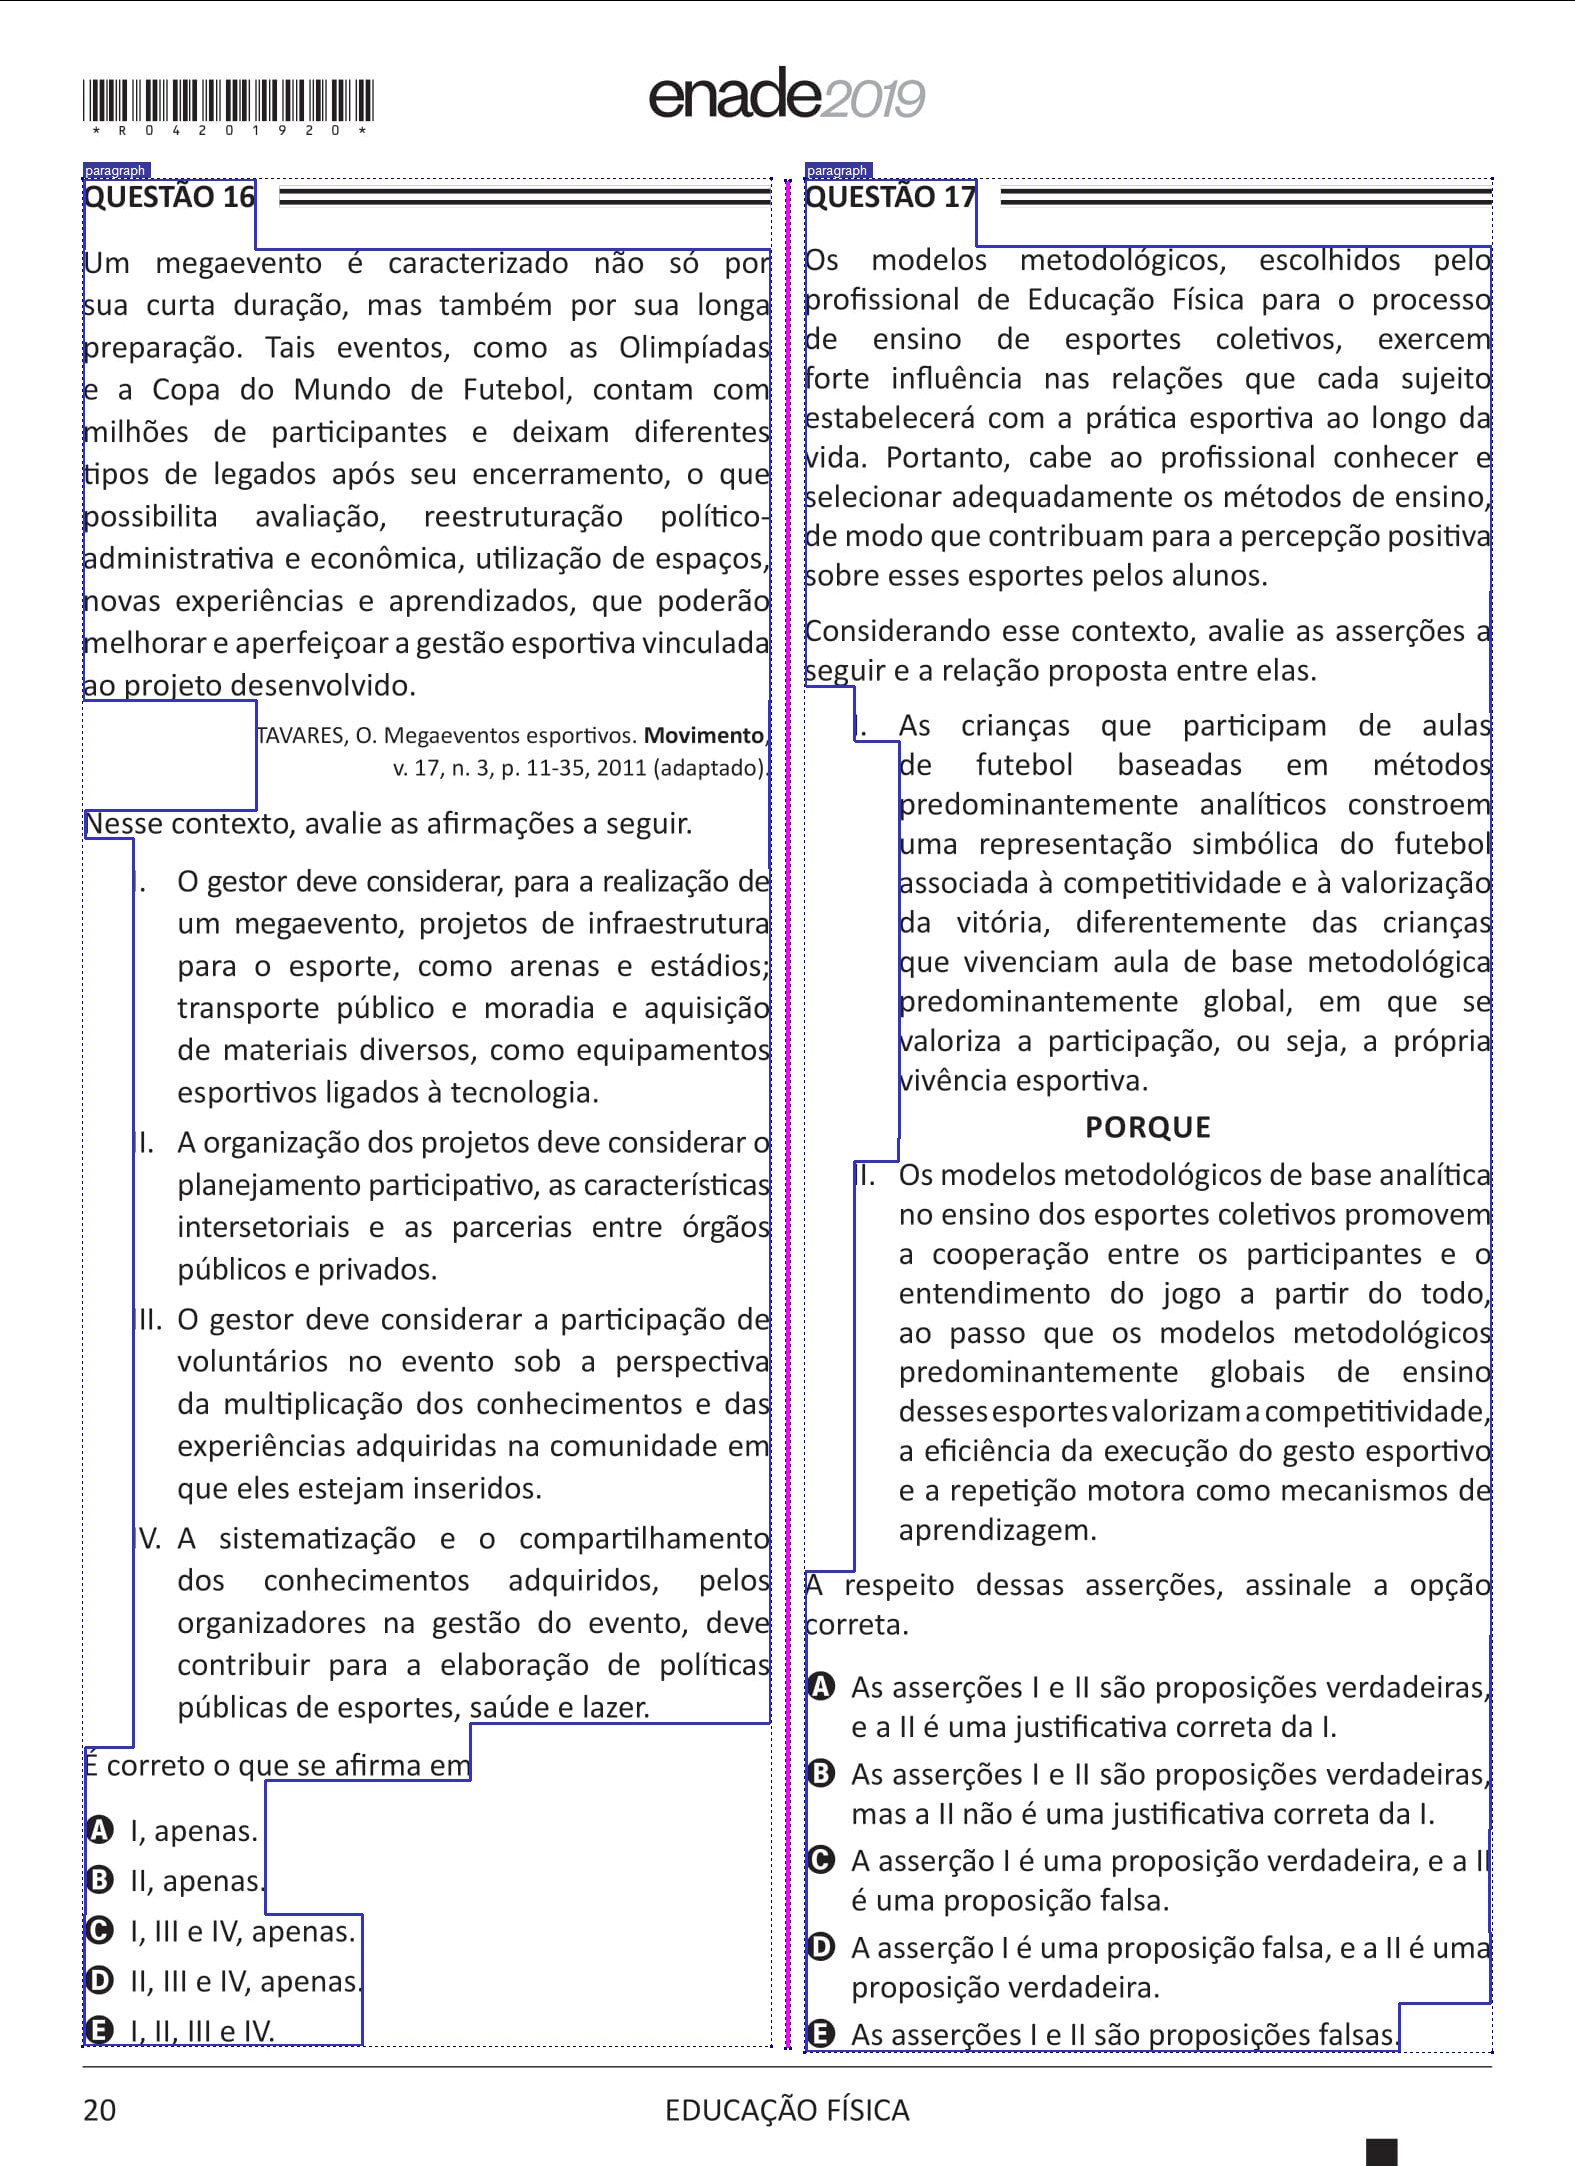 *R04201920*
enade2019
paragraph
QUESTÃO 16
Um megaevento é caracterizado não só por
sua curta duração, mas também por sua longa
preparação. Tais eventos, como as Olimpíadas
e a Copa do Mundo de Futebol, contam com
milhões de participantes e deixam diferentes
tipos de legados após seu encerramento, o que
possibilita avaliação, reestruturação político-
administrativa e econômica, utilização de espaços,
novas experiências e aprendizados, que poderão
melhorar e aperfeiçoar a gestão esportiva vinculada
ao projeto desenvolvido.
TAVARES, O. Megaeventos esportivos. Movimento,
v. 17, n. 3, p. 11-35, 2011 (adaptado).
Nesse contexto, avalie as afirmações a seguir.
I. O gestor deve considerar, para a realização de
um megaevento, projetos de infraestrutura
para o esporte, como arenas e estádios;
transporte público e moradia e aquisição
de materiais diversos, como equipamentos
esportivos ligados à tecnologia.
II. A organização dos projetos deve considerar o
planejamento participativo, as características
intersetoriais e as parcerias entre órgãos
públicos e privados.
III. O gestor deve considerar a participação de
voluntários no evento sob a perspectiva
da multiplicação dos conhecimentos e das
experiências adquiridas na comunidade em
que eles estejam inseridos.
IV. A sistematização e o compartilhamento
dos conhecimentos adquiridos, pelos
organizadores na gestão do evento, deve
contribuir para a elaboração de políticas
públicas de esportes, saúde e lazer.
É correto o que se afirma em
A I, apenas.
B II, apenas.
C I, III e IV, apenas.
D II, III e IV, apenas.
E I, II, III e IV.
paragraph
QUESTÃO 17
Os modelos metodológicos, escolhidos pelo
profissional de Educação Física para o processo
de ensino de esportes coletivos, exercem
forte influência nas relações que cada sujeito
estabelecerá com a prática esportiva ao longo da
vida. Portanto, cabe ao profissional conhecer e
selecionar adequadamente os métodos de ensino,
de modo que contribuam para a percepção positiva
sobre esses esportes pelos alunos.
Considerando esse contexto, avalie as asserções a
seguir e a relação proposta entre elas.
I. As crianças que participam de aulas
de futebol baseadas em métodos
predominantemente analíticos constroem
uma representação simbólica do futebol
associada à competitividade e à valorização
da vitória, diferentemente das crianças
que vivenciam aula de base metodológica
predominantemente global, em que se
valoriza a participação, ou seja, a própria
vivência esportiva.
PORQUE
II. Os modelos metodológicos de base analítica
no ensino dos esportes coletivos promovem
a cooperação entre os participantes e o
entendimento do jogo a partir do todo,
ao passo que os modelos metodológicos
predominantemente globais de ensino
desses esportes valorizam a competitividade,
a eficiência da execução do gesto esportivo
e a repetição motora como mecanismos de
aprendizagem.
A respeito dessas asserções, assinale a opção
correta.
A As asserções I e II são proposições verdadeiras,
e a II é uma justificativa correta da I.
B As asserções I e II são proposições verdadeiras,
mas a II não é uma justificativa correta da I.
C A asserção I é uma proposição verdadeira, e a II
é uma proposição falsa.
D A asserção I é uma proposição falsa, e a II é uma
proposição verdadeira.
E As asserções I e II são proposições falsas.
20
EDUCAÇÃO FÍSICA